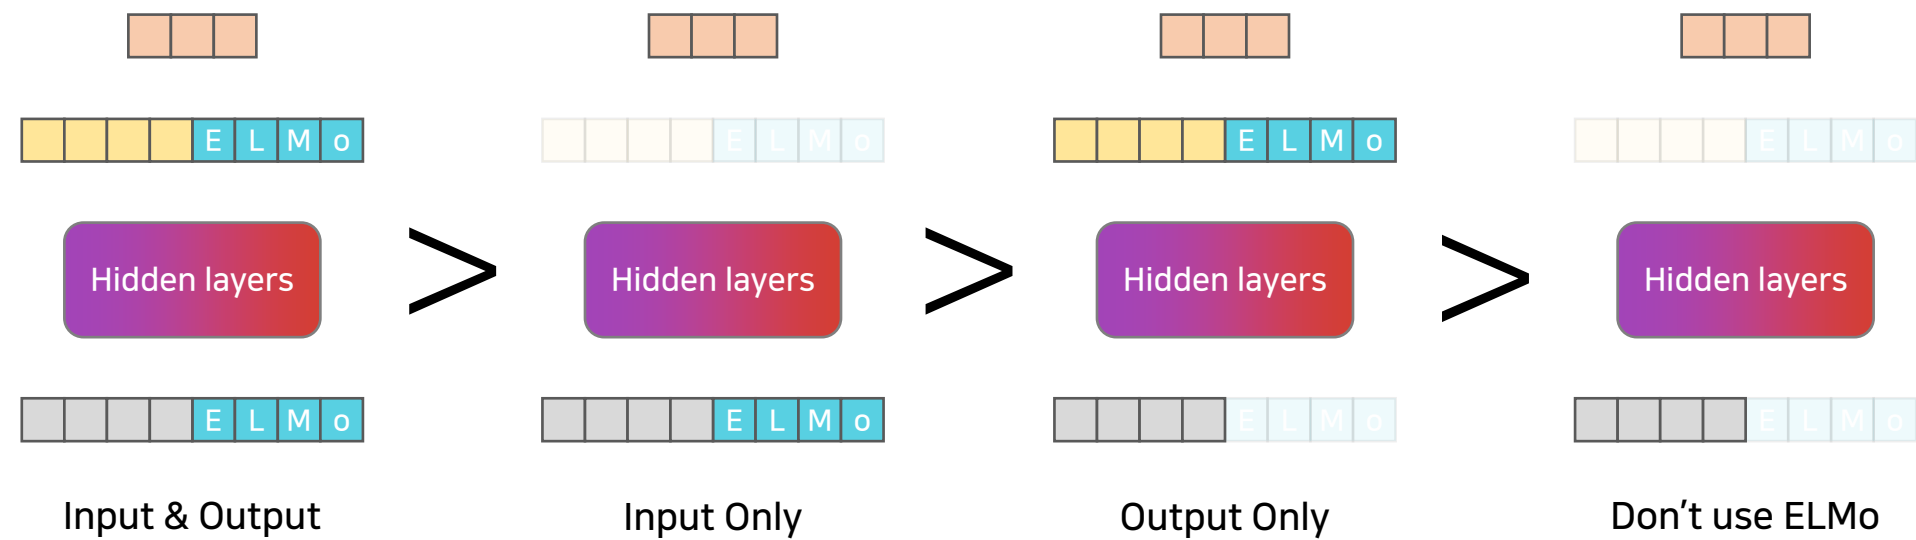 E L M o
E L M o
E L M o
E L M o
Hidden layers > Hidden layers > Hidden layers > Hidden layers
E L M o
E L M o
E L M o
E L M o
Input & Output
Input Only
Output Only
Don't use ELMo